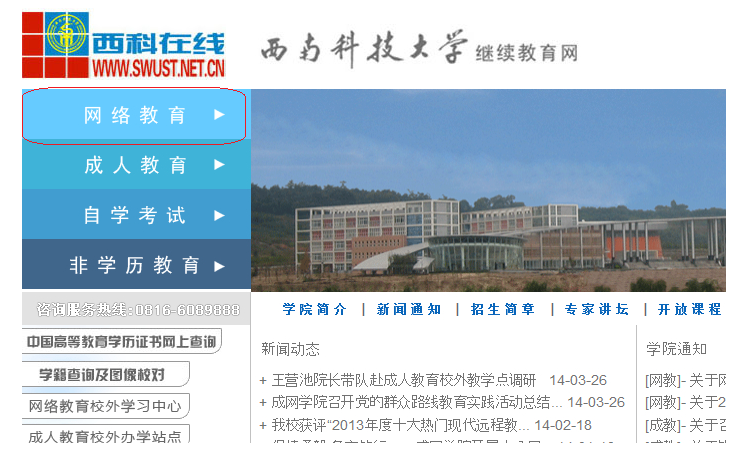 西科在线
WWW.SWUST.NET.CN
西南科技大学 继续教育网
网络教育
成人教育
自学考试
非学历教育
咨询服务热线:0816-6089888
中国高等教育学历证书网上查询
学籍查询及图像校对
网络教育校外学习中心
成人教育校外办学站点
学院简介 | 新闻通知 | 招生简章 | 专家讲坛 | 开放课程
新闻动态
+ 王营池院长带队赴成人教育校外教学点调研 14-03-26
+ 成网学院召开党的群众路线教育实践活动总结... 14-03-26
+ 我校获评“2013年度十大热门现代远程教... 14-02-18
学院通知
[网教]- 关于网
[网教]- 关于2
[成教]- 关于召